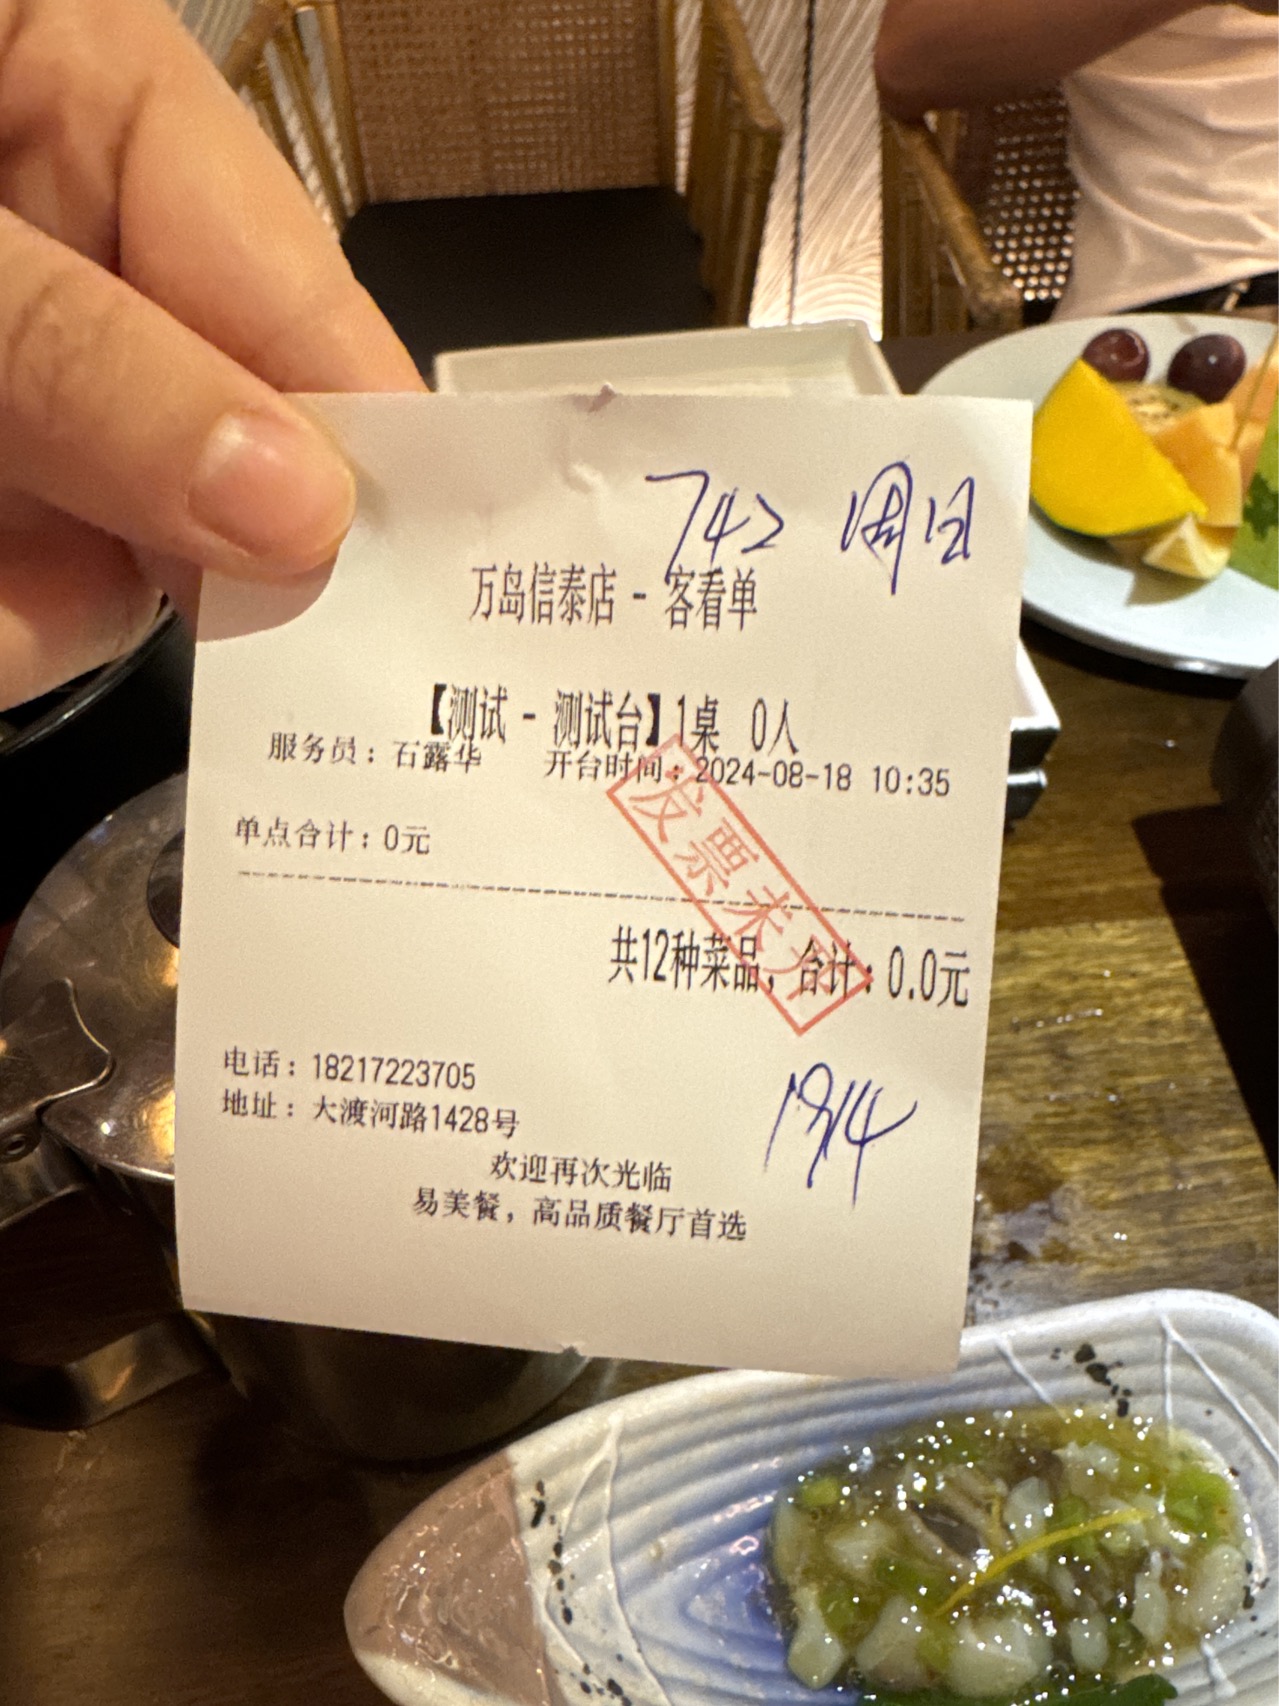 742 周日
万岛信泰店 - 客看单
【测试 - 测试台】1桌 0人
服务员：石露华 开台时间：2024-08-18 10:35
单点合计：0元
发票未开
共12种菜品，合计：0.0元
电话：18217223705
地址：大渡河路1428号
欢迎再次光临
易美餐，高品质餐厅首选